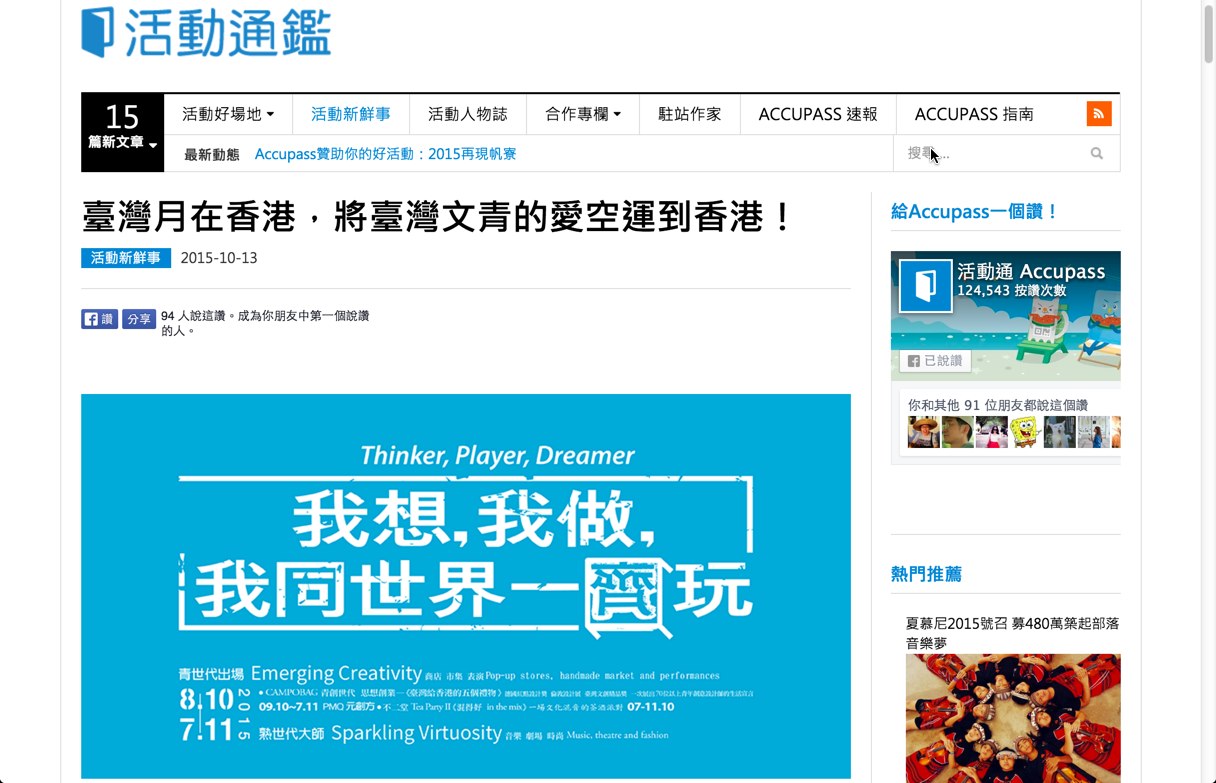 活動通鑑
15
篇新文章
活動好場地
活動新鮮事
活動人物誌
合作專欄
駐站作家
ACCUPASS 速報
ACCUPASS 指南
最新動態
Accupass贊助你的好活動：2015再現帆寮
搜尋...
臺灣月在香港，將臺灣文青的愛空運到香港！
活動新鮮事 2015-10-13
讚 分享 94 人說這讚。成為你朋友中第一個說讚
的人。
Thinker, Player, Dreamer
我想,我做,
我同世界一齊玩
青世代出場 Emerging Creativity 商店 市集 表演 Pop-up stores, handmade market and performances
8.10
7.11
2015
• CAMPOBAG 青創世代 思想創業—《臺灣給香港的五個禮物》
09.10~7.11 PMQ 元創方 • 不二堂 Tea Party II《混得好 in the mix》一場文化混音的茶酒派對 07-11.10
熟世代大師 Sparkling Virtuosity 音樂 劇場 時尚 Music, theatre and fashion
給Accupass一個讚！
活動通 Accupass
124,543 按讚次數
已說讚
你和其他 91 位朋友都說這個讚
熱門推薦
夏慕尼2015號召 募480萬築起部落
音樂夢